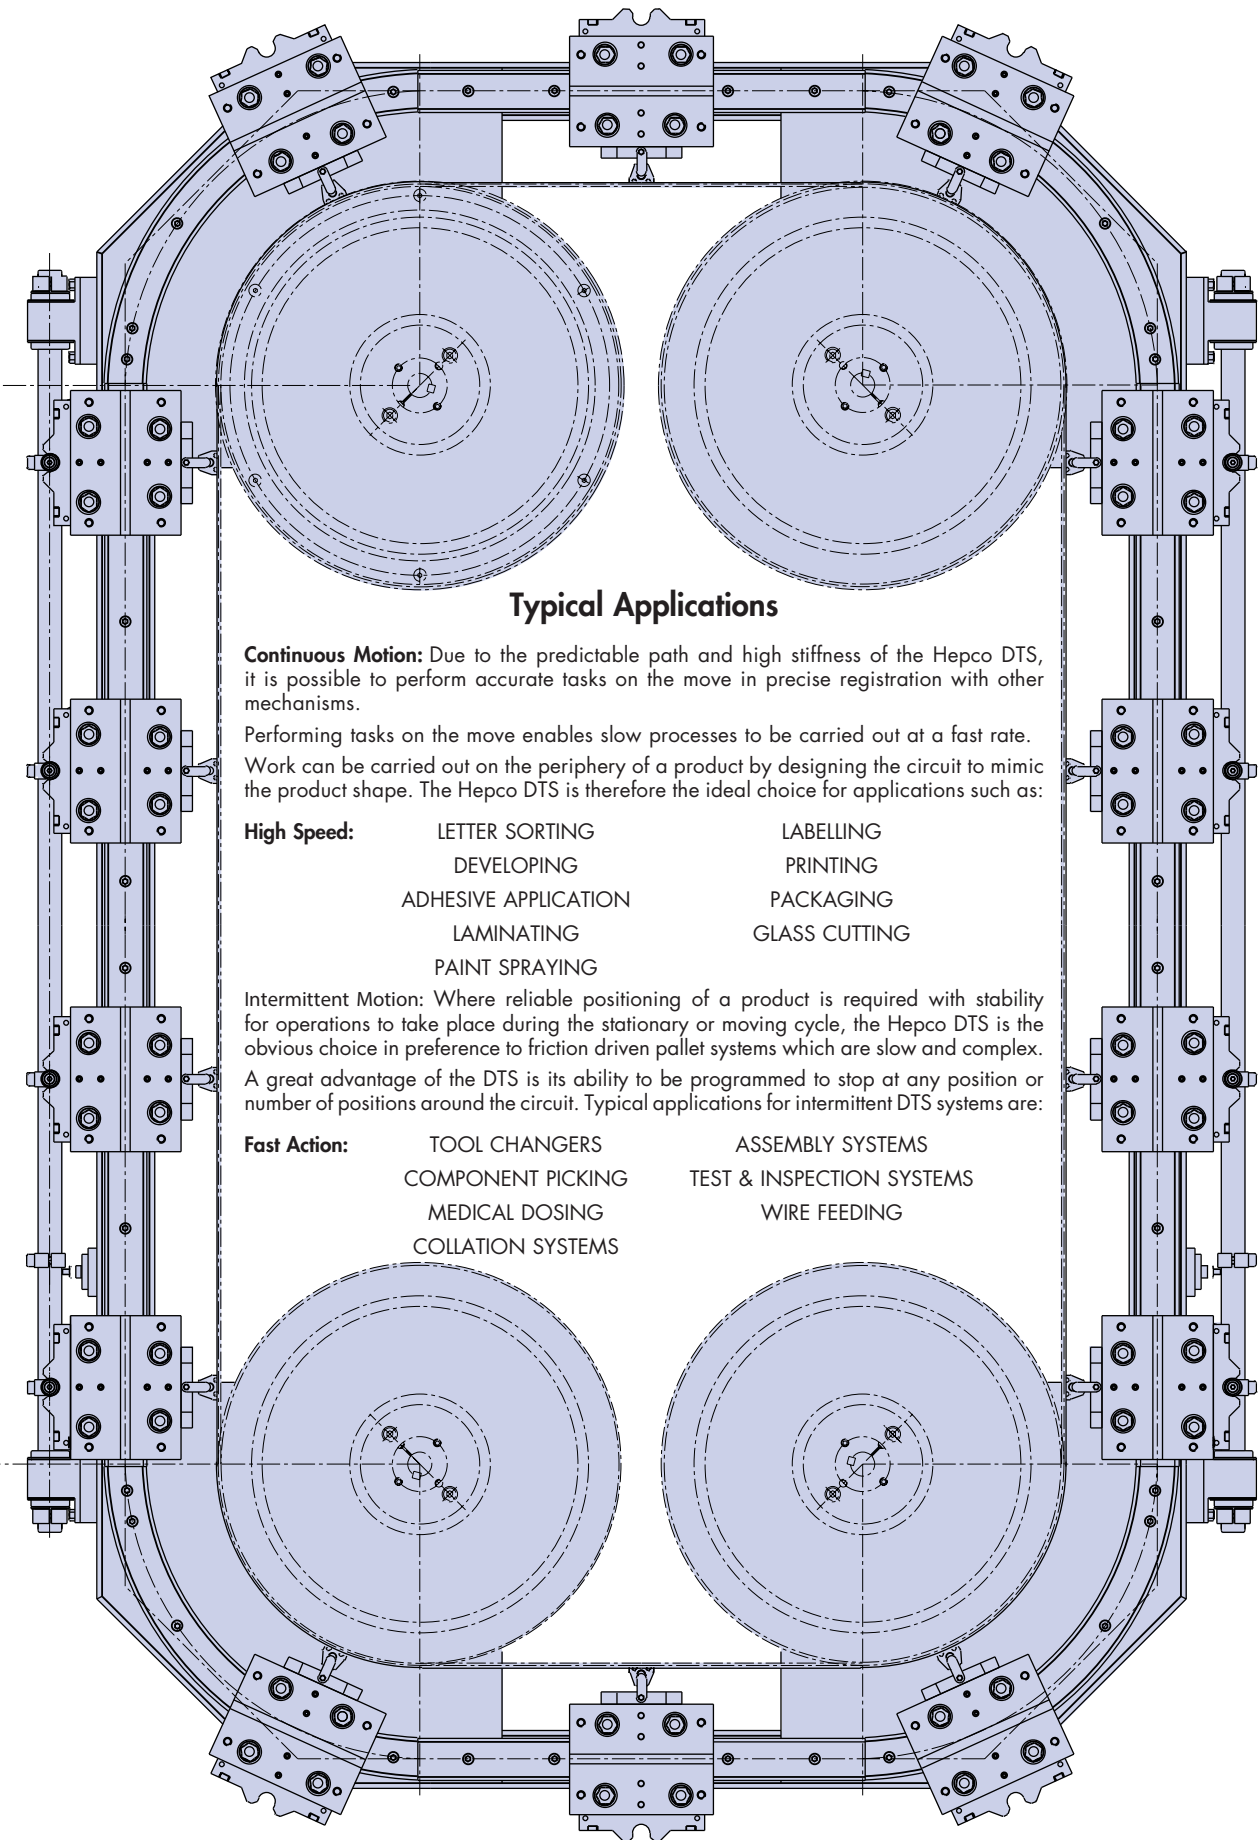 Typical Applications
Continuous Motion: Due to the predictable path and high stiffness of the Hepco DTS,
it is possible to perform accurate tasks on the move in precise registration with other
mechanisms.
Performing tasks on the move enables slow processes to be carried out at a fast rate.
Work can be carried out on the periphery of a product by designing the circuit to mimic
the product shape. The Hepco DTS is therefore the ideal choice for applications such as:
High Speed: LETTER SORTING LABELLING
DEVELOPING PRINTING
ADHESIVE APPLICATION PACKAGING
LAMINATING GLASS CUTTING
PAINT SPRAYING
Intermittent Motion: Where reliable positioning of a product is required with stability
for operations to take place during the stationary or moving cycle, the Hepco DTS is the
obvious choice in preference to friction driven pallet systems which are slow and complex.
A great advantage of the DTS is its ability to be programmed to stop at any position or
number of positions around the circuit. Typical applications for intermittent DTS systems are:
Fast Action: TOOL CHANGERS ASSEMBLY SYSTEMS
COMPONENT PICKING TEST & INSPECTION SYSTEMS
MEDICAL DOSING WIRE FEEDING
COLLATION SYSTEMS